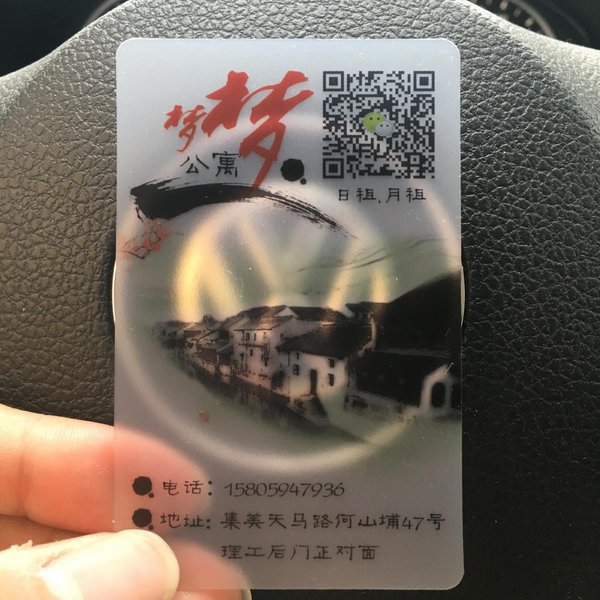 梦梦
公寓
日租.月租
电话：15805947936
地址：集美天马路何山埔47号
理工后门正对面